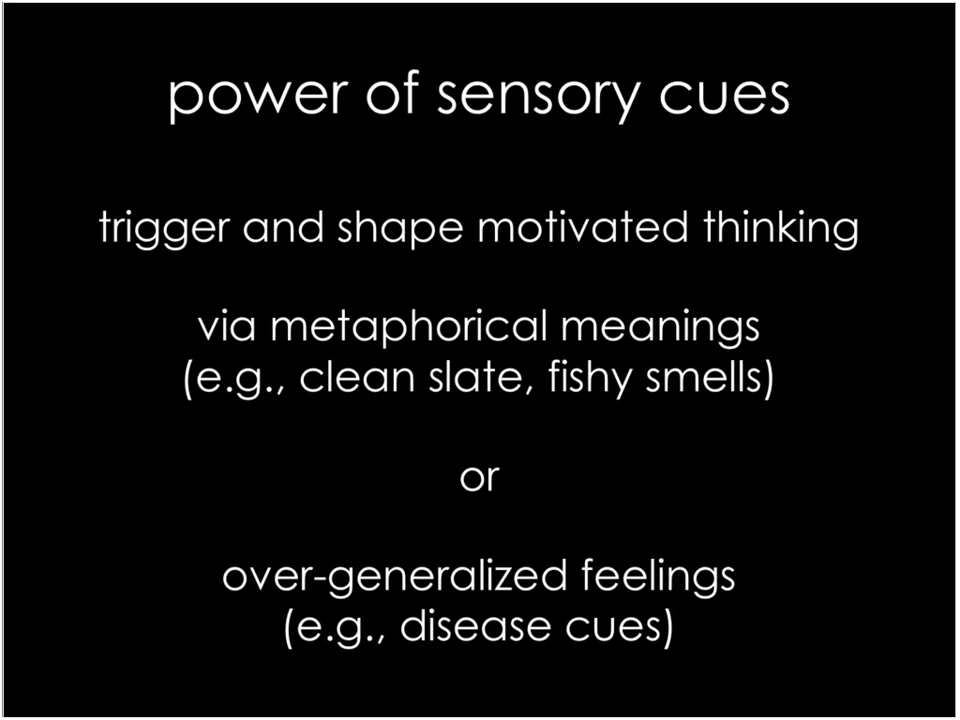 power of sensory cues
trigger and shape motivated thinking
via metaphorical meanings
(e.g., clean slate, fishy smells)
or
over-generalized feelings
(e.g., disease cues)